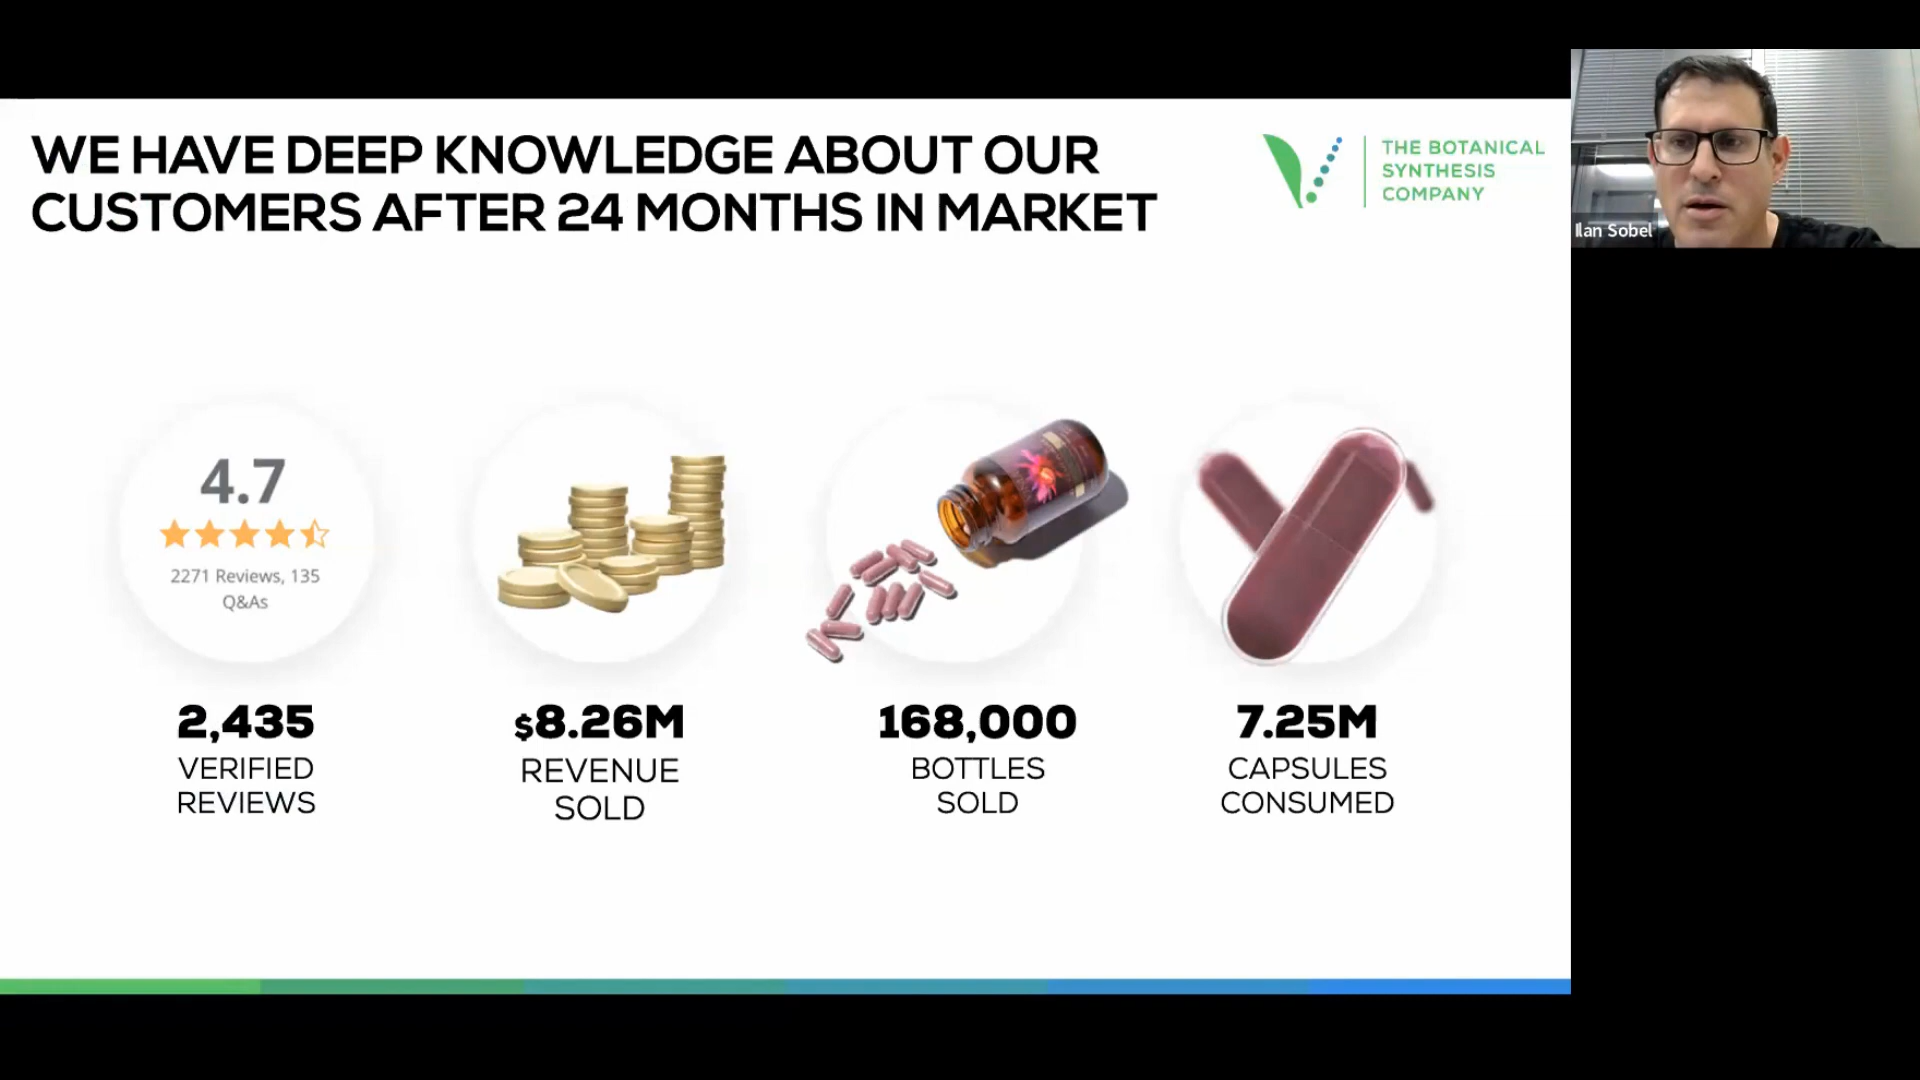 WE HAVE DEEP KNOWLEDGE ABOUT OUR
CUSTOMERS AFTER 24 MONTHS IN MARKET
THE BOTANICAL
SYNTHESIS
COMPANY
Ilan Sobel
4.7
2271 Reviews, 135
Q&As
2,435
VERIFIED
REVIEWS
$8.26M
REVENUE
SOLD
168,000
BOTTLES
SOLD
7.25M
CAPSULES
CONSUMED